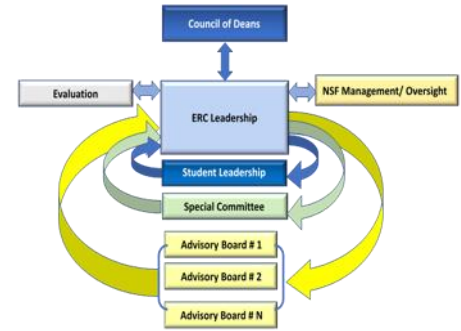 Council of Deans
Evaluation
NSF Management/ Oversight
ERC Leadership
Student Leadership
Special Committee
Advisory Board # 1
Advisory Board # 2
Advisory Board # N